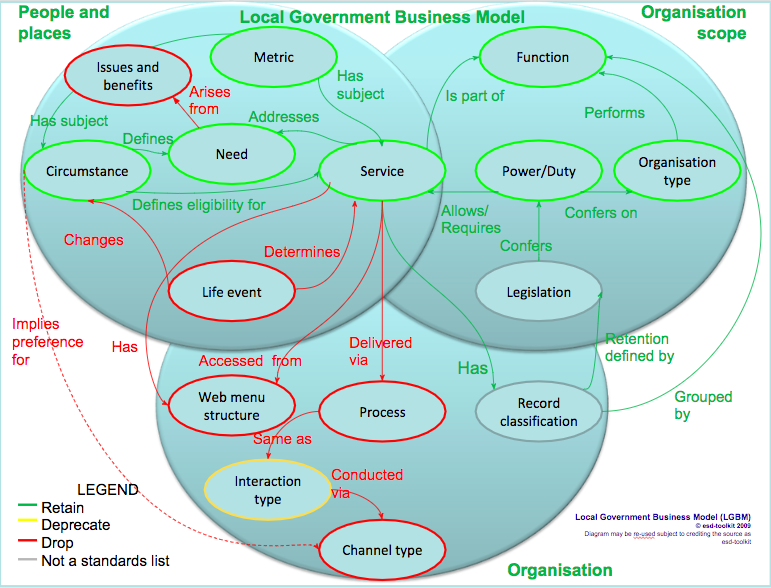 People and
places
Local Government Business Model
Organisation
scope
Issues and
benefits
Metric
Function
Has
subject
Arises
from
Is part of
Has subject
Addresses
Performs
Defines
Need
Circumstance
Service
Power/Duty
Organisation
type
Defines eligibility for
Allows/
Requires
Confers on
Changes
Determines
Confers
Life event
Legislation
Implies
preference
for
Has
Accessed from
Delivered
via
Has
Retention
defined by
Web menu
structure
Process
Record
classification
Grouped
by
Same as
Interaction
type
Conducted
via
LEGEND
Retain
Deprecate
Drop
Not a standards list
Channel type
Local Government Business Model (LGBM)
© esd-toolkit 2009
Diagram may be re-used subject to crediting the source as
esd-toolkit
Organisation